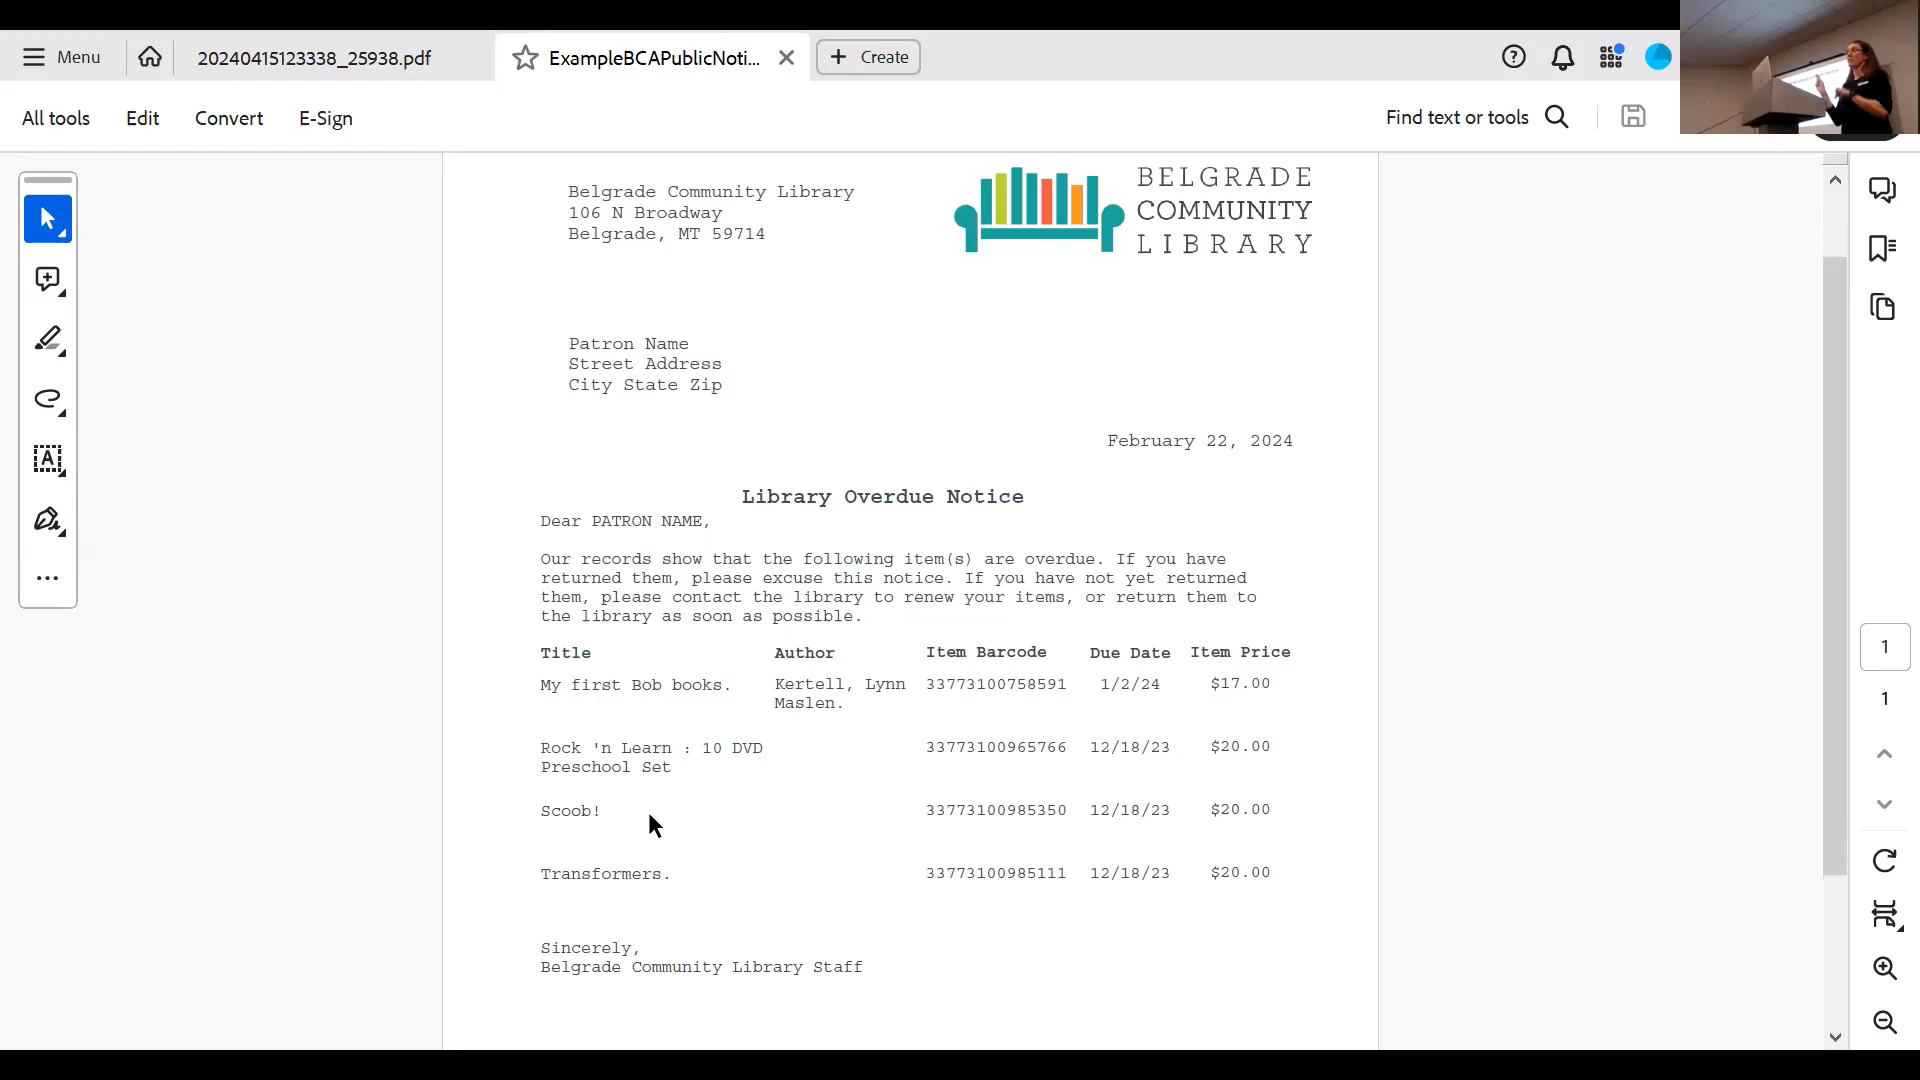 Menu
20240415123338_25938.pdf
ExampleBCAPublicNoti...
Create
All tools
Edit
Convert
E-Sign
Find text or tools
Belgrade Community Library
106 N Broadway
Belgrade, MT 59714
BELGRADE
COMMUNITY
LIBRARY
Patron Name
Street Address
City State Zip
February 22, 2024
Library Overdue Notice
Dear PATRON NAME,
Our records show that the following item(s) are overdue. If you have
returned them, please excuse this notice. If you have not yet returned
them, please contact the library to renew your items, or return them to
the library as soon as possible.
Title Author Item Barcode Due Date Item Price
My first Bob books. Kertell, Lynn 33773100758591 1/2/24 $17.00
Maslen.
Rock 'n Learn : 10 DVD 33773100965766 12/18/23 $20.00
Preschool Set
Scoob! 33773100985350 12/18/23 $20.00
Transformers. 33773100985111 12/18/23 $20.00
Sincerely,
Belgrade Community Library Staff
1
1